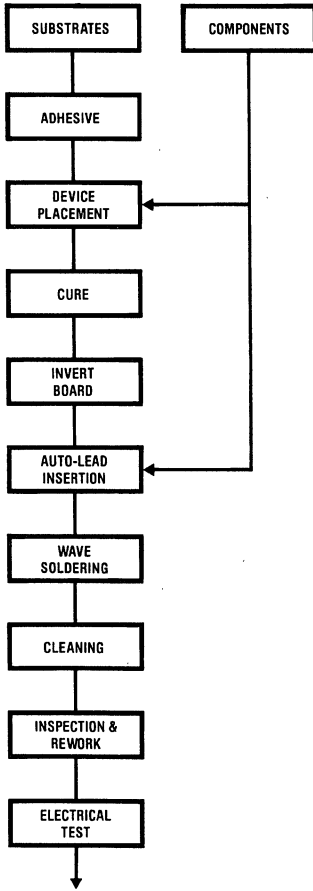 SUBSTRATES
COMPONENTS
ADHESIVE
DEVICE
PLACEMENT
CURE
INVERT
BOARD
AUTO-LEAD
INSERTION
WAVE
SOLDERING
CLEANING
INSPECTION &
REWORK
ELECTRICAL
TEST